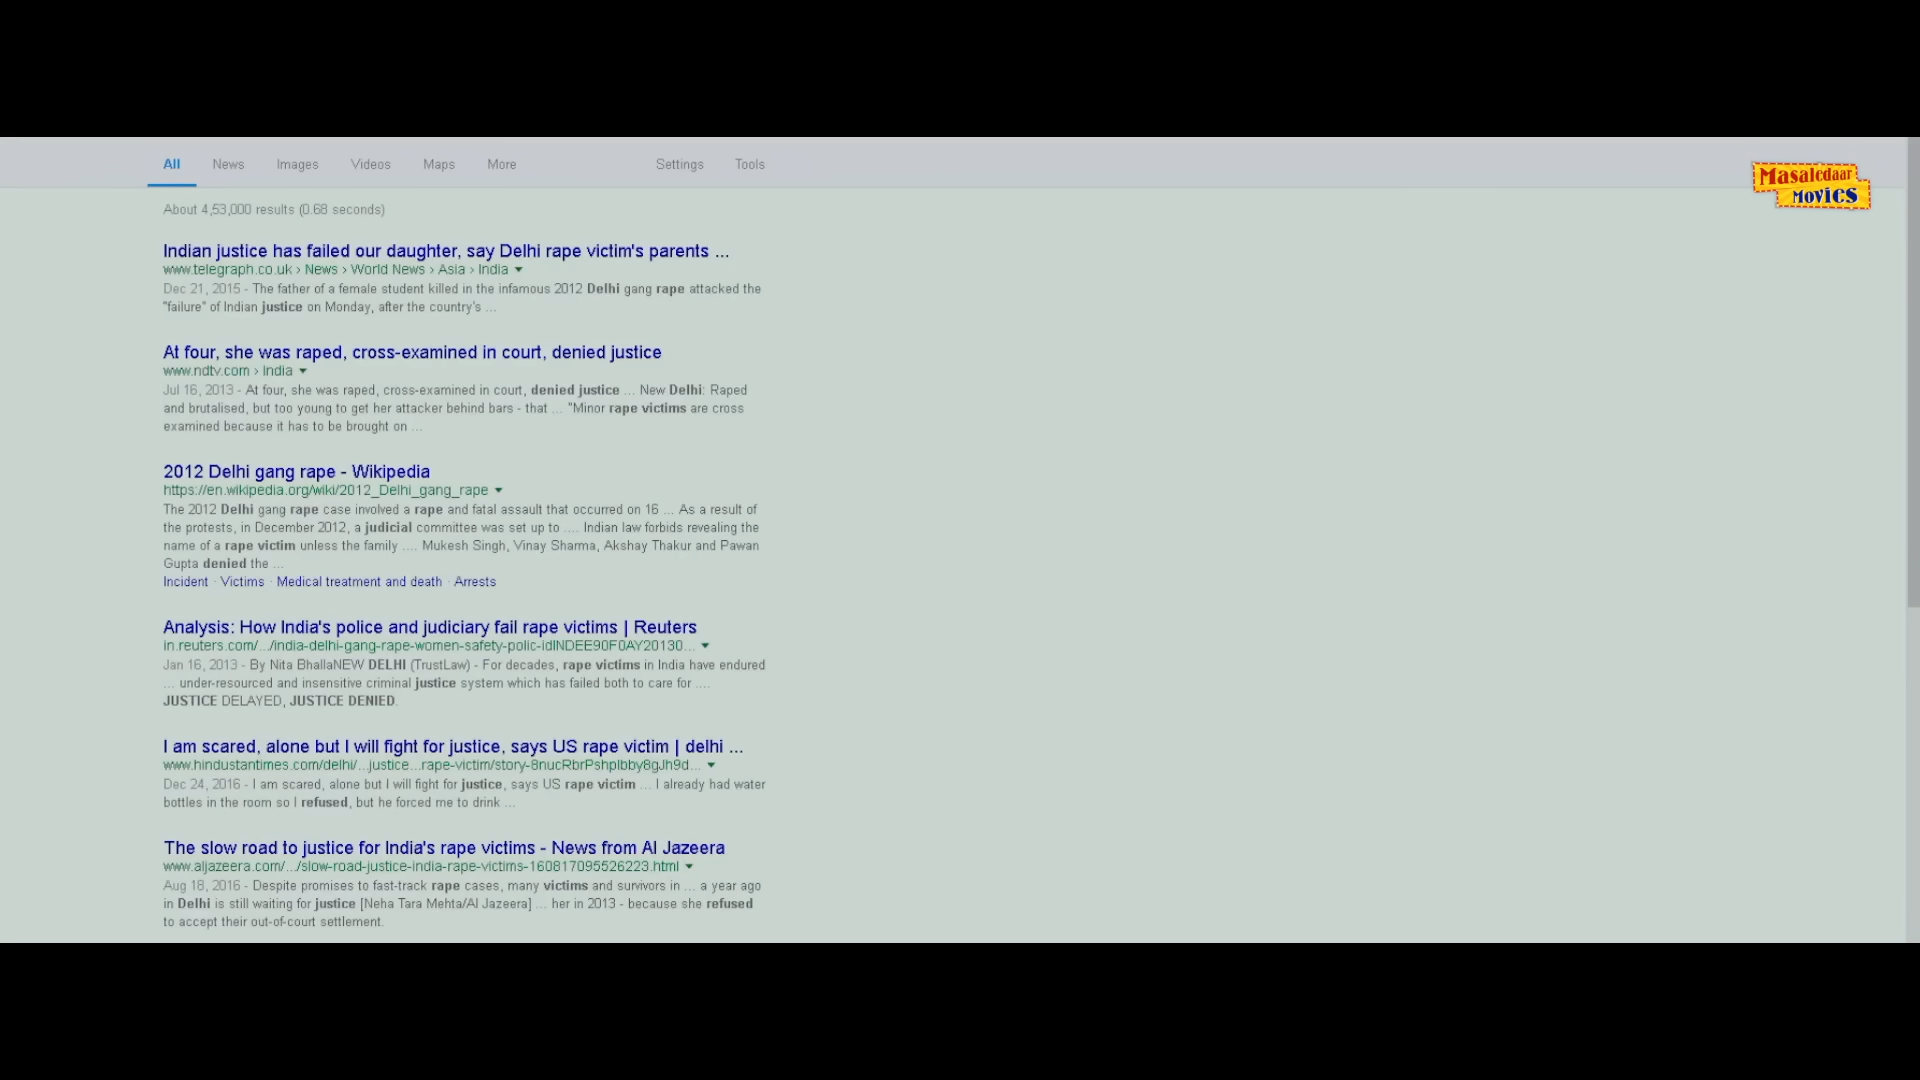 All News Images Videos Maps More Settings Tools
Masaledaar
Movies
About 4,53,000 results (0.68 seconds)
Indian justice has failed our daughter, say Delhi rape victim's parents ...
www.telegraph.co.uk › News › World News › Asia › India
Dec 21, 2015 - The father of a female student killed in the infamous 2012 Delhi gang rape attacked the
"failure" of Indian justice on Monday, after the country's ...
At four, she was raped, cross-examined in court, denied justice
www.ndtv.com › India
Jul 16, 2013 - At four, she was raped, cross-examined in court, denied justice ... New Delhi: Raped
and brutalised, but too young to get her attacker behind bars - that ... "Minor rape victims are cross
examined because it has to be brought on ...
2012 Delhi gang rape - Wikipedia
https://en.wikipedia.org/wiki/2012_Delhi_gang_rape
The 2012 Delhi gang rape case involved a rape and fatal assault that occurred on 16 ... As a result of
the protests, in December 2012, a judicial committee was set up to .... Indian law forbids revealing the
name of a rape victim unless the family .... Mukesh Singh, Vinay Sharma, Akshay Thakur and Pawan
Gupta denied the ...
Incident · Victims · Medical treatment and death · Arrests
Analysis: How India's police and judiciary fail rape victims | Reuters
in.reuters.com/.../india-delhi-gang-rape-women-safety-polic-idINDEE90F0AY20130...
Jan 16, 2013 - By Nita BhallaNEW DELHI (TrustLaw) - For decades, rape victims in India have endured
... under-resourced and insensitive criminal justice system which has failed both to care for ....
JUSTICE DELAYED, JUSTICE DENIED.
I am scared, alone but I will fight for justice, says US rape victim | delhi ...
www.hindustantimes.com/delhi/...justice...rape-victim/story-8nucRbrPshplbby8gJh9d...
Dec 24, 2016 - I am scared, alone but I will fight for justice, says US rape victim ... I already had water
bottles in the room so I refused, but he forced me to drink ...
The slow road to justice for India's rape victims - News from Al Jazeera
www.aljazeera.com/.../slow-road-justice-india-rape-victims-160817095526223.html
Aug 18, 2016 - Despite promises to fast-track rape cases, many victims and survivors in ... a year ago
in Delhi is still waiting for justice [Neha Tara Mehta/Al Jazeera] ... her in 2013 - because she refused
to accept their out-of-court settlement.